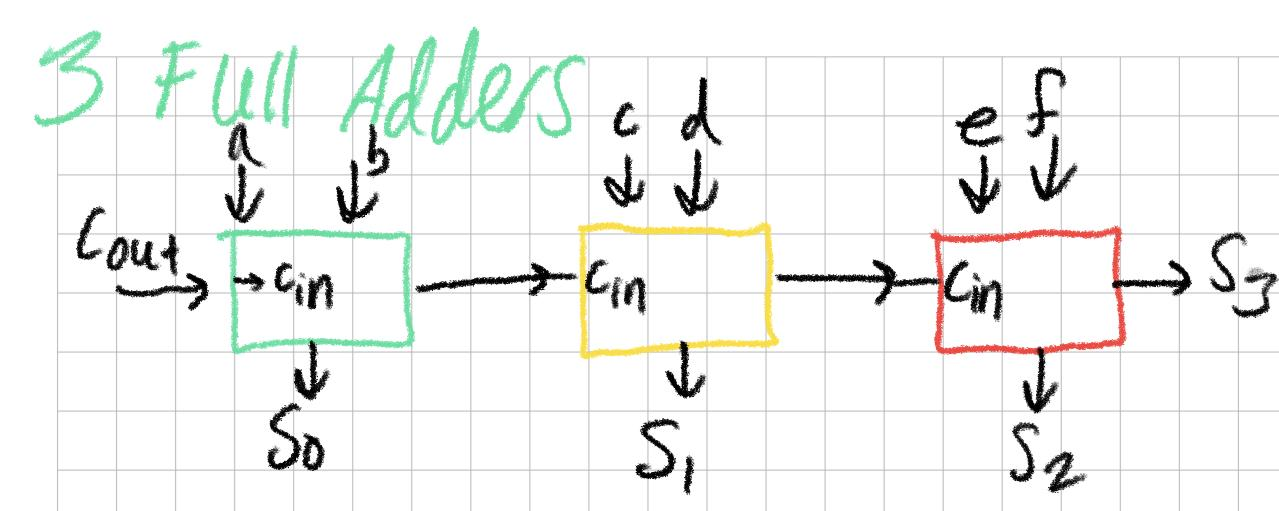 3 Full Adders
a b c d e f
Cout → Cin Cin Cin S3
S0 S1 S2